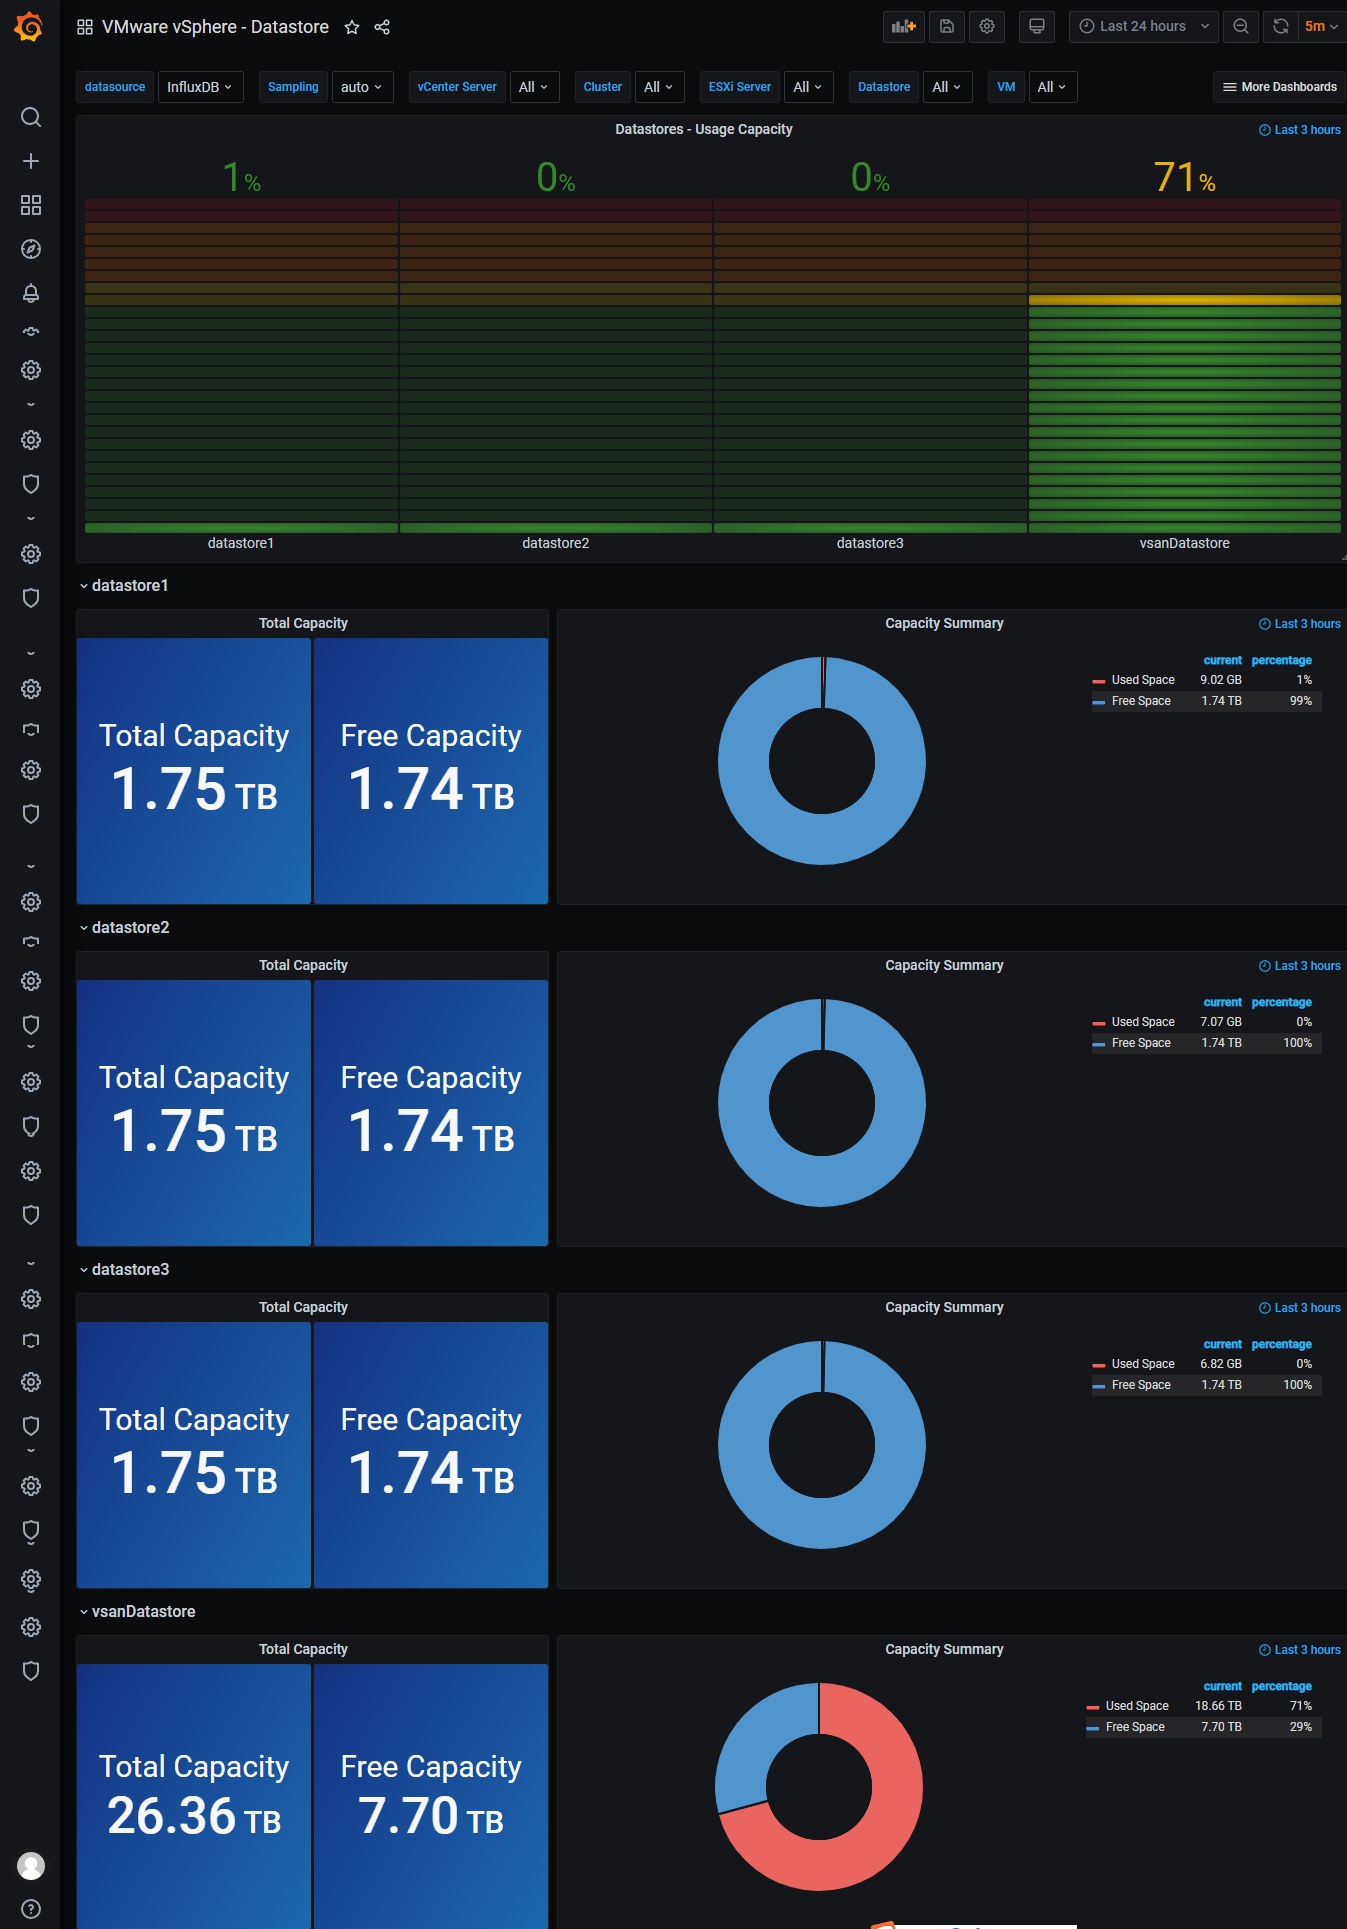 VMware vSphere - Datastore
Last 24 hours
5m
datasource InfluxDB Sampling auto vCenter Server All Cluster All ESXi Server All Datastore All VM All More Dashboards
Datastores - Usage Capacity
Last 3 hours
1% 0% 0% 71%
datastore1 datastore2 datastore3 vsanDatastore
datastore1
Total Capacity
Total Capacity
1.75 TB
Free Capacity
1.74 TB
Capacity Summary
Last 3 hours
current percentage
Used Space 9.02 GB 1%
Free Space 1.74 TB 99%
datastore2
Total Capacity
Total Capacity
1.75 TB
Free Capacity
1.74 TB
Capacity Summary
Last 3 hours
current percentage
Used Space 7.07 GB 0%
Free Space 1.74 TB 100%
datastore3
Total Capacity
Total Capacity
1.75 TB
Free Capacity
1.74 TB
Capacity Summary
Last 3 hours
current percentage
Used Space 6.82 GB 0%
Free Space 1.74 TB 100%
vsanDatastore
Total Capacity
Total Capacity
26.36 TB
Free Capacity
7.70 TB
Capacity Summary
Last 3 hours
current percentage
Used Space 18.66 TB 71%
Free Space 7.70 TB 29%